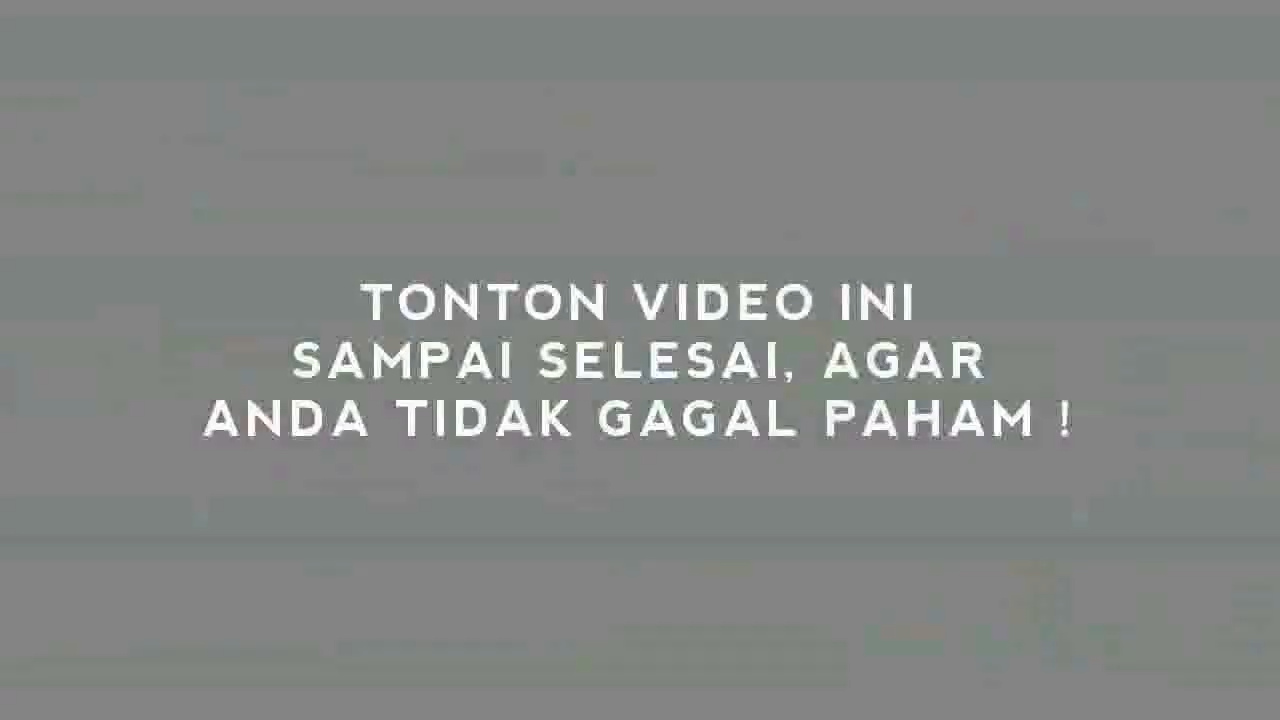 TONTON VIDEO INI
SAMPAI SELESAI, AGAR
ANDA TIDAK GAGAL PAHAM !